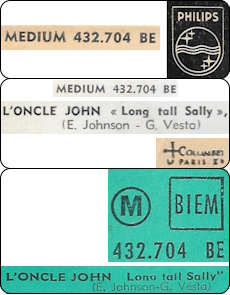 MEDIUM 432.704 BE
PHILIPS
MEDIUM 432.704 BE
L'ONCLE JOHN « Long tall Sally »,
(E. Johnson - G. Vesta)
PARIS
M BIEM
432.704 BE
L'ONCLE JOHN Long tall Sally"
(E. Johnson-G. Vesta)